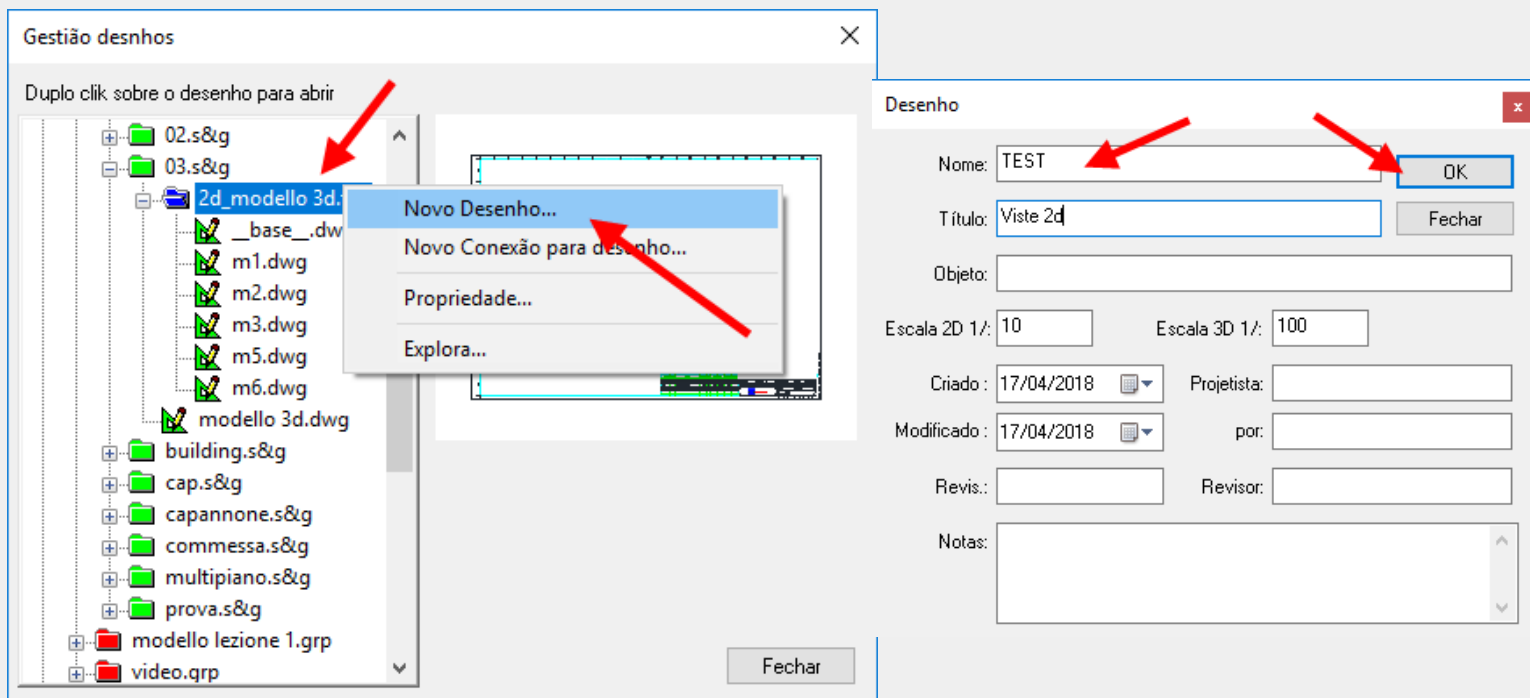 Gestião desnhos
Duplo clik sobre o desenho para abrir
02.s&g
03.s&g
2d_modello 3d.
__base__.dw
m1.dwg
m2.dwg
m3.dwg
m5.dwg
m6.dwg
modello 3d.dwg
building.s&g
cap.s&g
capannone.s&g
commessa.s&g
multipiano.s&g
prova.s&g
modello lezione 1.grp
video.grp
Novo Desenho...
Novo Conexão para desenho...
Propriedade...
Explora...
Fechar
Desenho
x
Nome: TEST
OK
Título: Viste 2d
Fechar
Objeto:
Escala 2D 1/: 10 Escala 3D 1/: 100
Criado : 17/04/2018 Projetista:
Modificado : 17/04/2018 por:
Revis.: Revisor:
Notas: